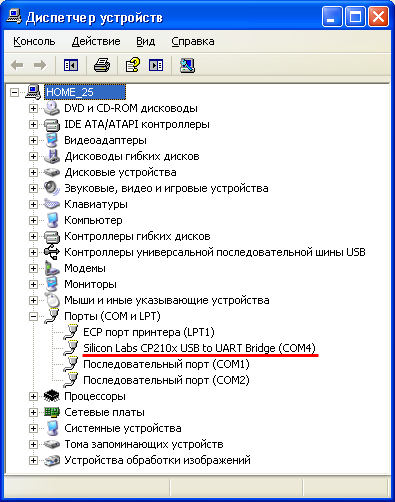 Диспетчер устройств
Консоль Действие Вид Справка
HOME_25
DVD и CD-ROM дисководы
IDE ATA/ATAPI контроллеры
Видеоадаптеры
Дисководы гибких дисков
Дисковые устройства
Звуковые, видео и игровые устройства
Клавиатуры
Компьютер
Контроллеры гибких дисков
Контроллеры универсальной последовательной шины USB
Модемы
Мониторы
Мыши и иные указывающие устройства
Порты (COM и LPT)
ECP порт принтера (LPT1)
Silicon Labs CP210x USB to UART Bridge (COM4)
Последовательный порт (COM1)
Последовательный порт (COM2)
Процессоры
Сетевые платы
Системные устройства
Тома запоминающих устройств
Устройства обработки изображений